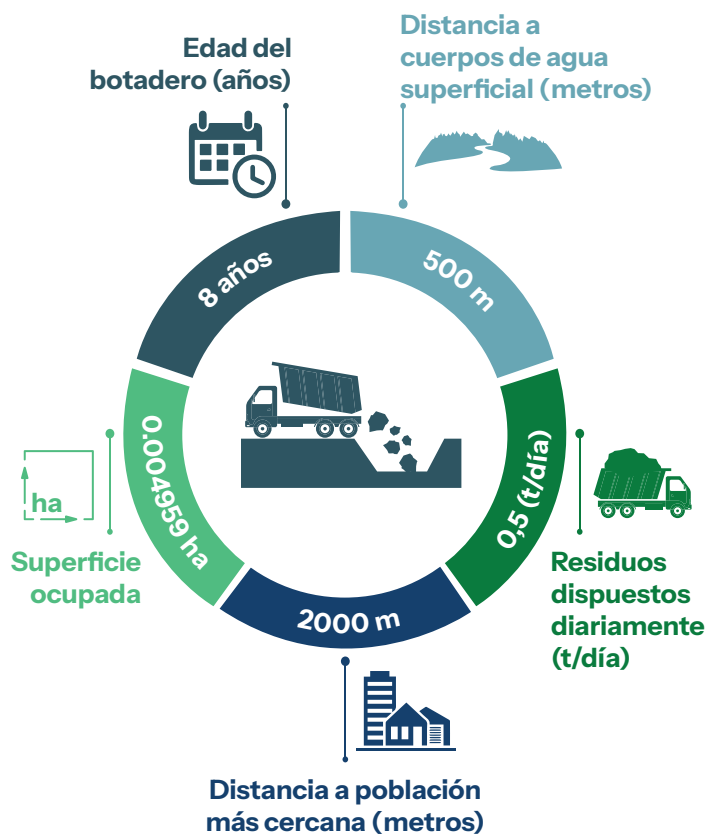 Edad del
botadero (años)
Distancia a
cuerpos de agua
superficial (metros)
8 años
500 m
0.004959 ha
0,5 (t/día)
2000 m
ha
Superficie
ocupada
Residuos
dispuestos
diariamente
(t/día)
Distancia a población
más cercana (metros)